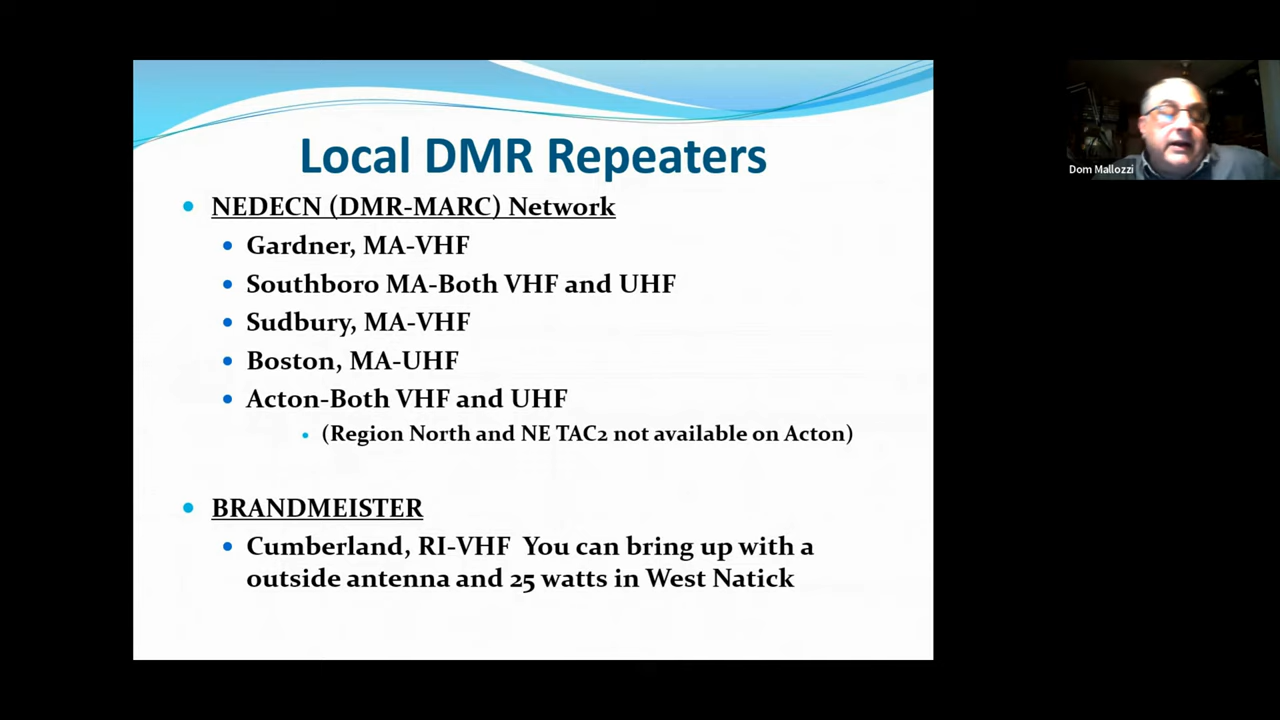 Local DMR Repeaters
NEDECN (DMR-MARC) Network
Gardner, MA-VHF
Southboro MA-Both VHF and UHF
Sudbury, MA-VHF
Boston, MA-UHF
Acton-Both VHF and UHF
(Region North and NE TAC2 not available on Acton)
BRANDMEISTER
Cumberland, RI-VHF You can bring up with a
outside antenna and 25 watts in West Natick
Dom Mallozzi